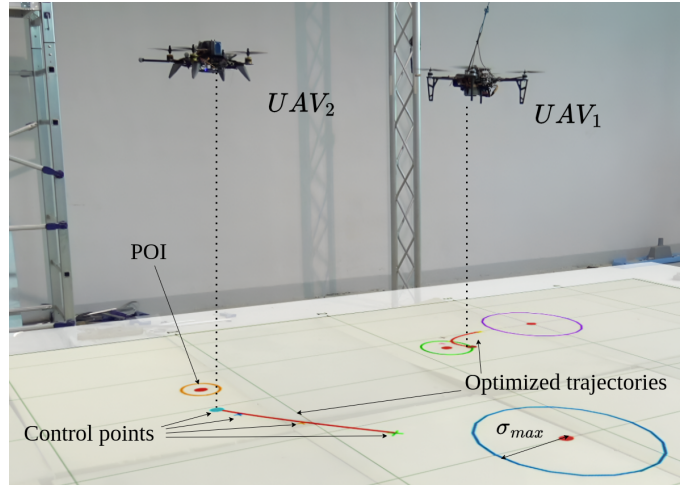 UAV₂
UAV₁
POI
Optimized trajectories
Control points
σₘₐₓ